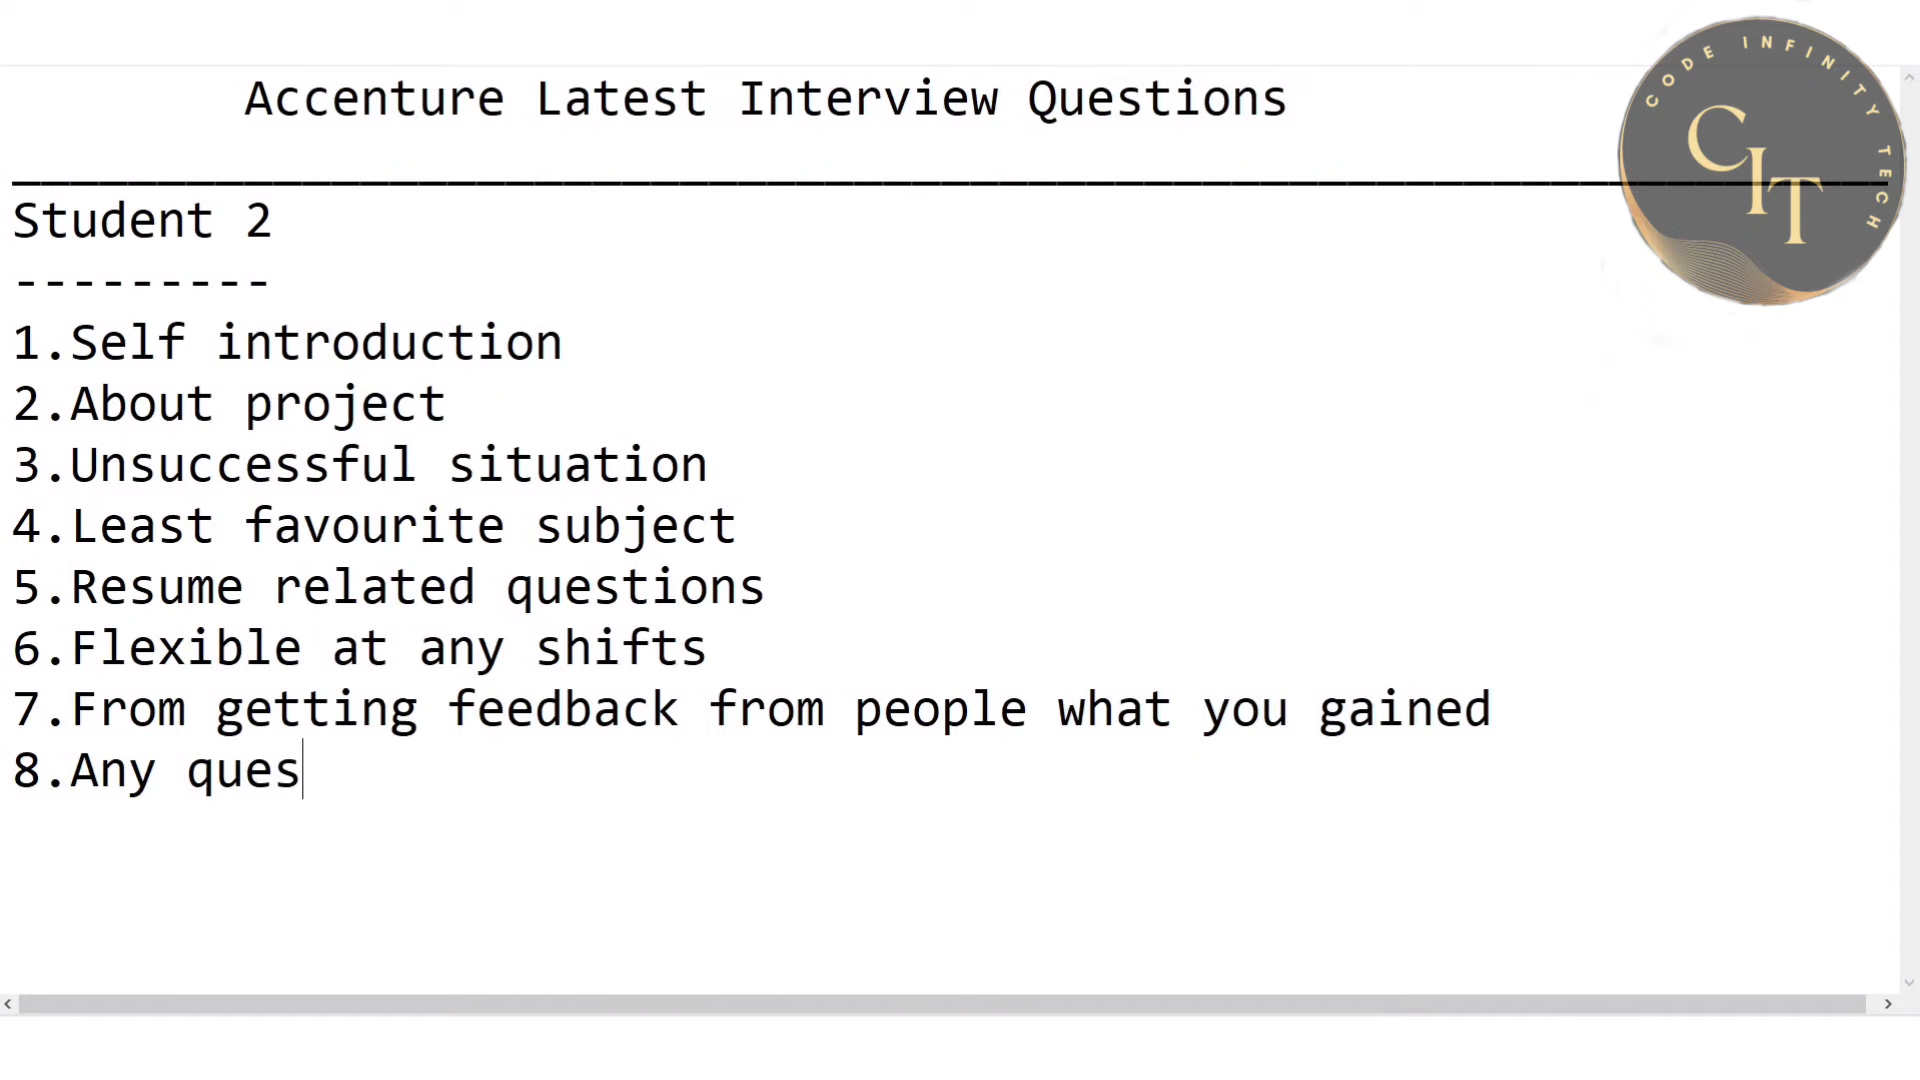 Accenture Latest Interview Questions
Student 2
---------
1.Self introduction
2.About project
3.Unsuccessful situation
4.Least favourite subject
5.Resume related questions
6.Flexible at any shifts
7.From getting feedback from people what you gained
8.Any ques
CODE INFINITY TECH
CIT